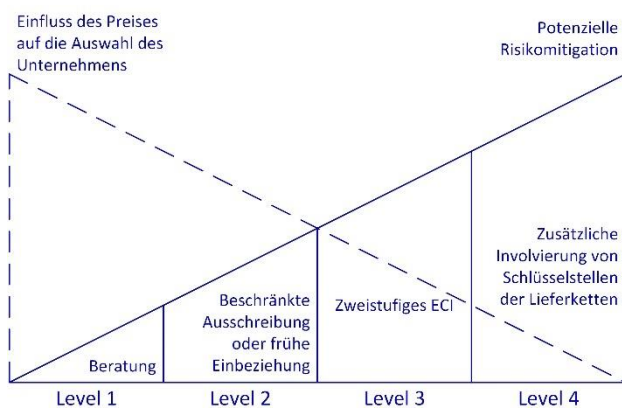 Einfluss des Preises
auf die Auswahl des
Unternehmens
Potenzielle
Risikomitigation
Beratung
Beschränkte
Ausschreibung
oder frühe
Einbeziehung
Zweistufiges ECI
Zusätzliche
Involvierung von
Schlüsselstellen
der Lieferketten
Level 1
Level 2
Level 3
Level 4